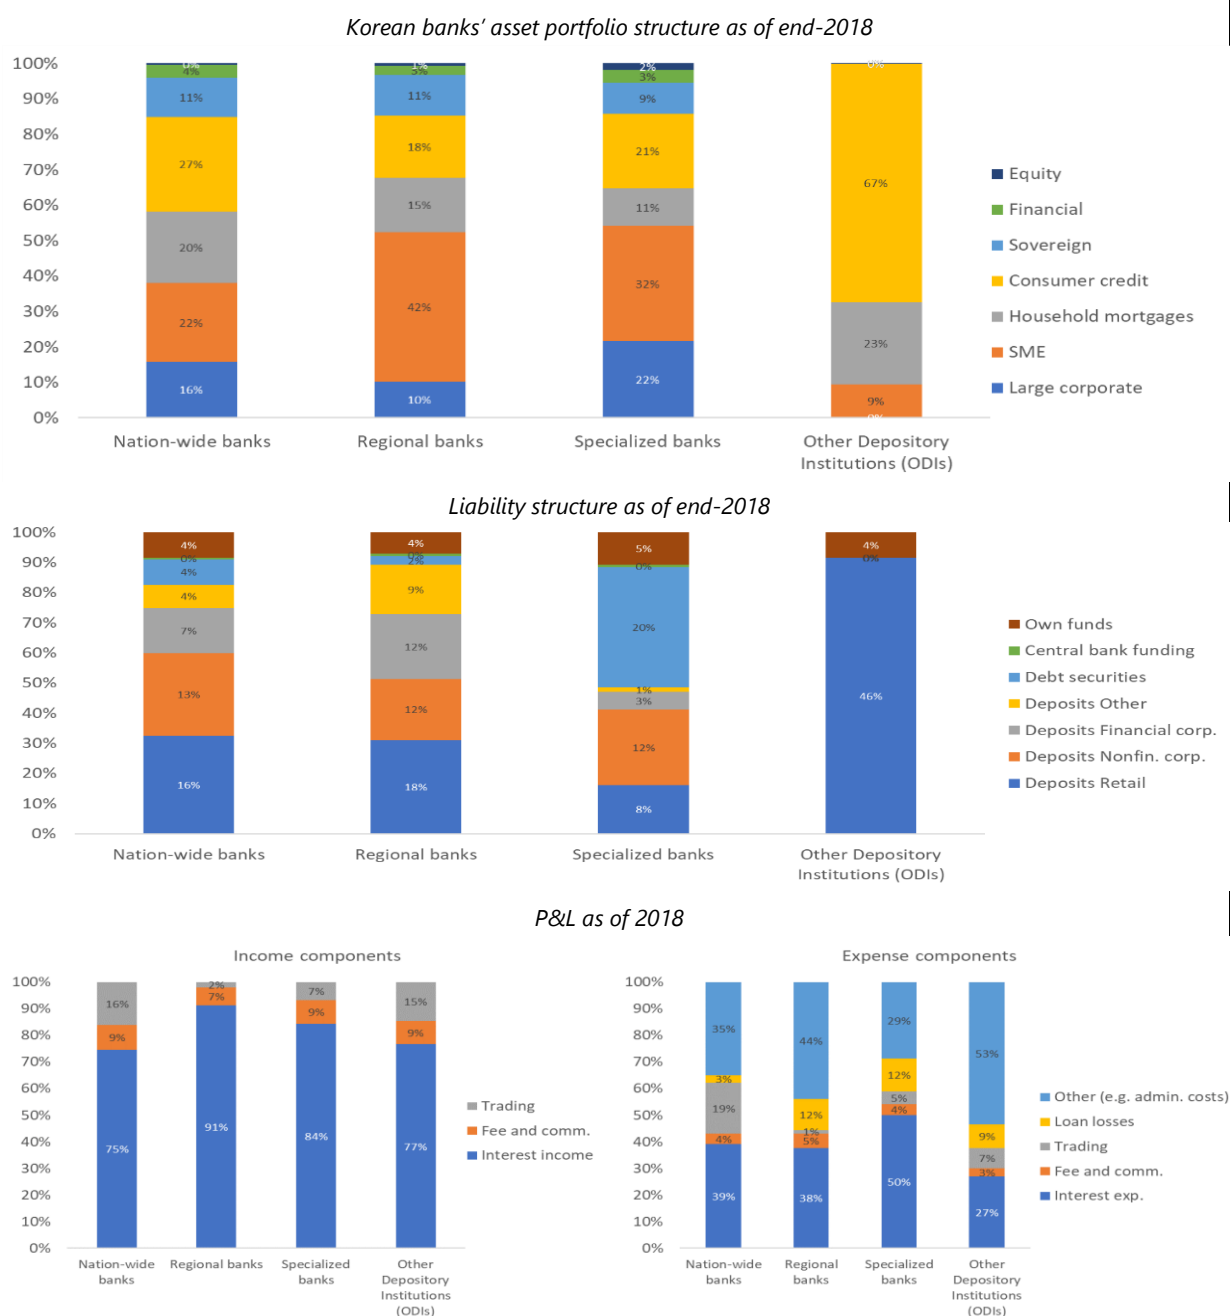 Korean banks’ asset portfolio structure as of end-2018
100%
90%
80%
70%
60%
50%
40%
30%
20%
10%
0%
0%
4%
11%
27%
20%
22%
16%
1%
3%
11%
18%
15%
42%
10%
2%
3%
9%
21%
11%
32%
22%
0%
67%
23%
9%
0%
Nation-wide banks
Regional banks
Specialized banks
Other Depository
Institutions (ODIs)
Equity
Financial
Sovereign
Consumer credit
Household mortgages
SME
Large corporate
Liability structure as of end-2018
100%
90%
80%
70%
60%
50%
40%
30%
20%
10%
0%
4%
0%
4%
4%
7%
13%
16%
4%
0%
2%
9%
12%
12%
18%
5%
0%
20%
1%
3%
12%
8%
4%
0%
46%
Nation-wide banks
Regional banks
Specialized banks
Other Depository
Institutions (ODIs)
Own funds
Central bank funding
Debt securities
Deposits Other
Deposits Financial corp.
Deposits Nonfin. corp.
Deposits Retail
P&L as of 2018
Income components
100%
90%
80%
70%
60%
50%
40%
30%
20%
10%
0%
16%
9%
75%
2%
7%
91%
7%
9%
84%
15%
9%
77%
Nation-wide
banks
Regional banks
Specialized
banks
Other
Depository
Institutions
(ODIs)
Trading
Fee and comm.
Interest income
Expense components
100%
90%
80%
70%
60%
50%
40%
30%
20%
10%
0%
35%
3%
19%
4%
39%
44%
12%
1%
5%
38%
29%
12%
5%
4%
50%
53%
9%
7%
3%
27%
Nation-wide
banks
Regional
banks
Specialized
banks
Other
Depository
Institutions
(ODIs)
Other (e.g. admin. costs)
Loan losses
Trading
Fee and comm.
Interest exp.